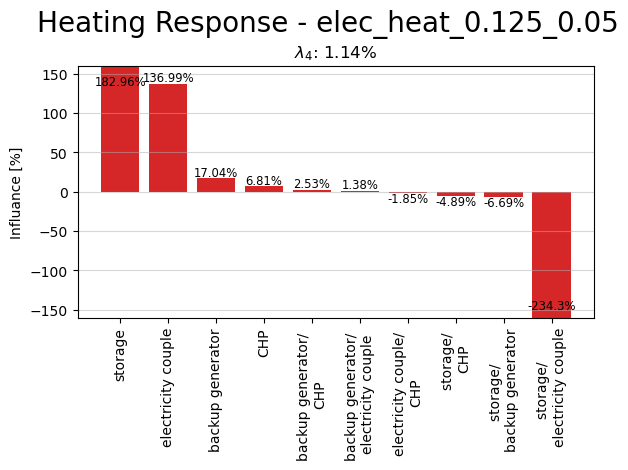 Heating Response - elec_heat_0.125_0.05
λ₄: 1.14%
Influance [%]
150
100
50
0
−50
−100
−150
182.96%
136.99%
17.04%
6.81%
2.53%
1.38%
-1.85%
-4.89%
-6.69%
-234.3%
storage
electricity couple
backup generator
CHP
backup generator/
CHP
backup generator/
electricity couple
electricity couple/
CHP
storage/
CHP
storage/
backup generator
storage/
electricity couple